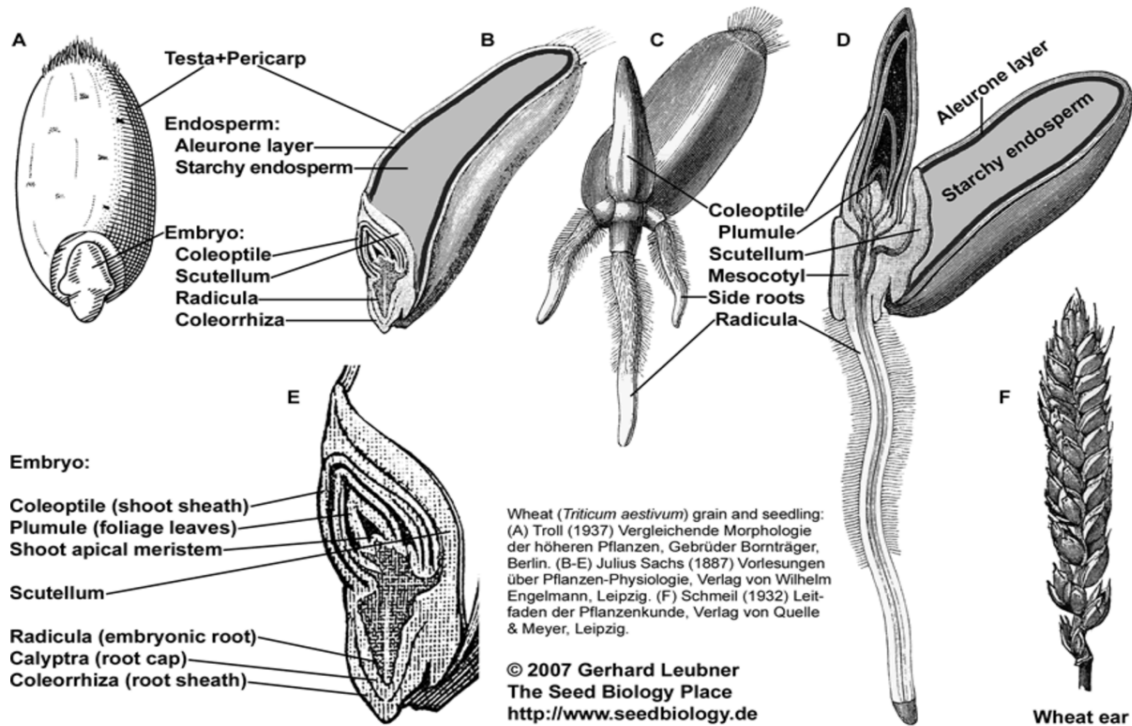 A
Testa+Pericarp
Endosperm:
Aleurone layer
Starchy endosperm
Embryo:
Coleoptile
Scutellum
Radicula
Coleorrhiza
B
C
D
Aleurone layer
Starchy endosperm
Coleoptile
Plumule
Scutellum
Mesocotyl
Side roots
Radicula
E
Embryo:
Coleoptile (shoot sheath)
Plumule (foliage leaves)
Shoot apical meristem
Scutellum
Radicula (embryonic root)
Calyptra (root cap)
Coleorrhiza (root sheath)
Wheat (Triticum aestivum) grain and seedling:
(A) Troll (1937) Vergleichende Morphologie
der höheren Pflanzen, Gebrüder Bornträger,
Berlin. (B-E) Julius Sachs (1887) Vorlesungen
über Pflanzen-Physiologie, Verlag von Wilhelm
Engelmann, Leipzig. (F) Schmeil (1932) Leit-
faden der Pflanzenkunde, Verlag von Quelle
& Meyer, Leipzig.
© 2007 Gerhard Leubner
The Seed Biology Place
http://www.seedbiology.de
F
Wheat ear